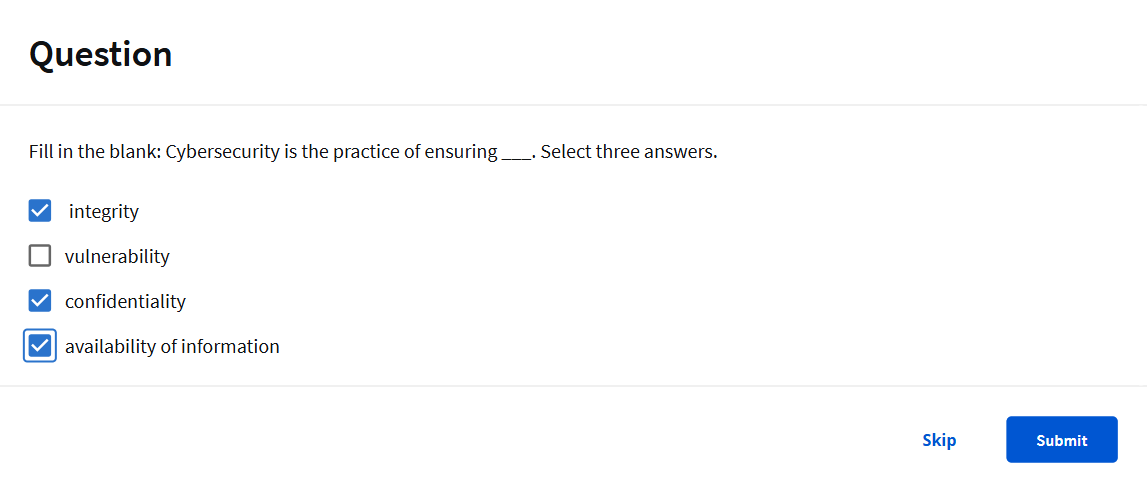 Question
Fill in the blank: Cybersecurity is the practice of ensuring ___. Select three answers.
integrity
vulnerability
confidentiality
availability of information
Skip
Submit